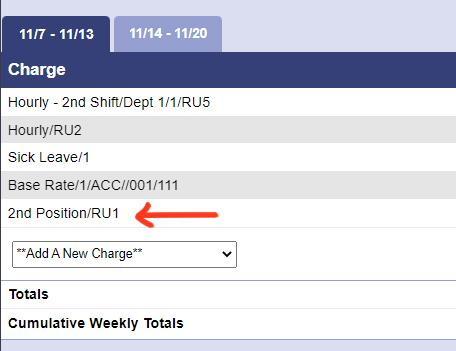 11/7 - 11/13
11/14 - 11/20
Charge
Hourly - 2nd Shift/Dept 1/1/RU5
Hourly/RU2
Sick Leave/1
Base Rate/1/ACC//001/111
2nd Position/RU1
**Add A New Charge**
Totals
Cumulative Weekly Totals